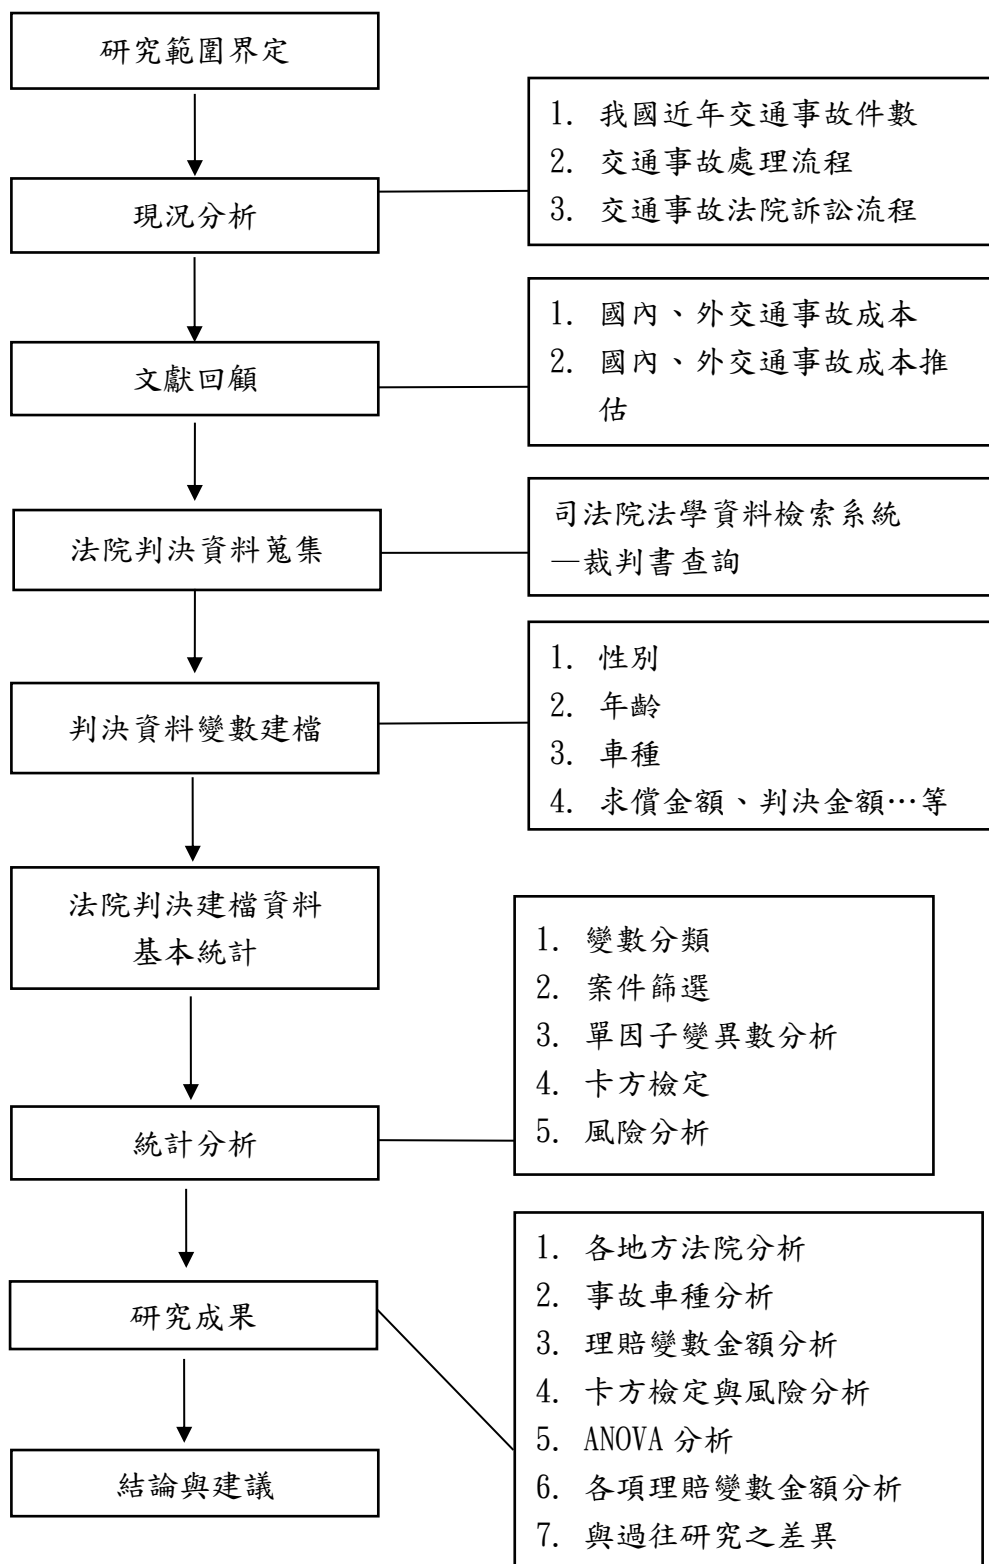 研究範圍界定
現況分析
1. 我國近年交通事故件數
2. 交通事故處理流程
3. 交通事故法院訴訟流程
文獻回顧
1. 國內、外交通事故成本
2. 國內、外交通事故成本推
估
法院判決資料蒐集
司法院法學資料檢索系統
—裁判書查詢
判決資料變數建檔
1. 性別
2. 年齡
3. 車種
4. 求償金額、判決金額…等
法院判決建檔資料
基本統計
統計分析
1. 變數分類
2. 案件篩選
3. 單因子變異數分析
4. 卡方檢定
5. 風險分析
研究成果
1. 各地方法院分析
2. 事故車種分析
3. 理賠變數金額分析
4. 卡方檢定與風險分析
5. ANOVA 分析
6. 各項理賠變數金額分析
7. 與過往研究之差異
結論與建議